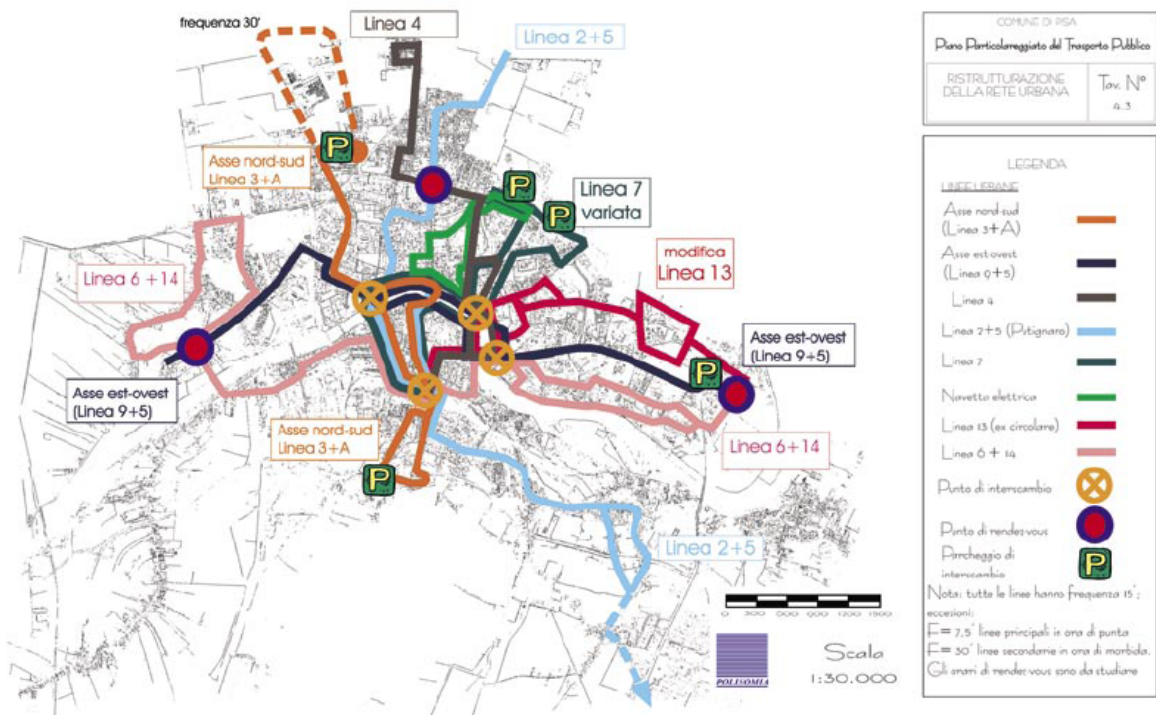 frequenza 30'
Linea 4
Linea 2+5
P
Asse nord-sud
Linea 3+A
P
P
Linea 7
variata
Linea 6 +14
modifica
Linea 13
Asse est-ovest
(Linea 9+5)
P
Asse est-ovest
(Linea 9+5)
Asse nord-sud
Linea 3+A
Linea 6+14
P
Linea 2+5
0 300 600 900 1200 1500
POLINOMIA
Scala
1:30.000
COMUNE DI PISA
Piano Particolareggiato del Trasporto Pubblico
RISTRUTTURAZIONE
DELLA RETE URBANA
Tav. N°
4.3
LEGENDA
LINEE URBANE
Asse nord-sud
(Linea 3+A)
Asse est-ovest
(Linea 9+5)
Linea 4
Linea 2+5 (Putignano)
Linea 7
Navetta elettrica
Linea 13 (ex circolare)
Linea 6 + 14
Punto di interscambio
Punto di rendez-vous
Parcheggio di
interscambio
P
Nota: tutte le linee hanno frequenza 15' ;
eccezioni:
F= 7,5' linee principali in ora di punta
F= 30' linee secondarie in ora di morbida.
Gli orari di rendez-vous sono da studiare